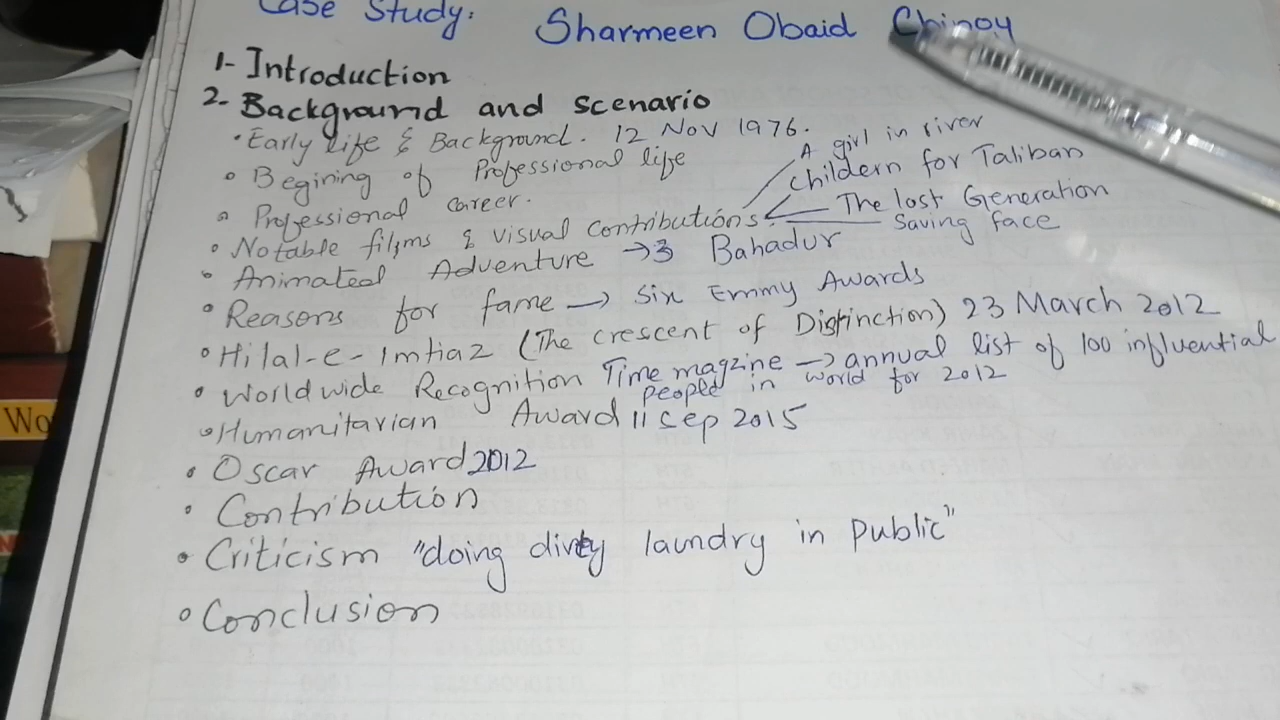 Case Study: Sharmeen Obaid Chinoy
1- Introduction
2- Background and scenario
• Early life & Background. 12 Nov 1976.
• Begining of Professional life
• Professional career.
• Notable films & visual contributions.
A girl in river
childern for Taliban
The lost Generation
Saving face
• Animated Adventure → 3 Bahadur
• Reasons for fame → Six Emmy Awards
• Hilal-e-Imtiaz (The crescent of Distinction) 23 March 2012
• Worldwide Recognition Time magzine → annual list of 100 influential
people in world for 2012
• Humanitarian Award 11 Sep 2015
• Oscar Award 2012
• Contribution
• Criticism "doing dirty laundry in public"
• Conclusion
Wo